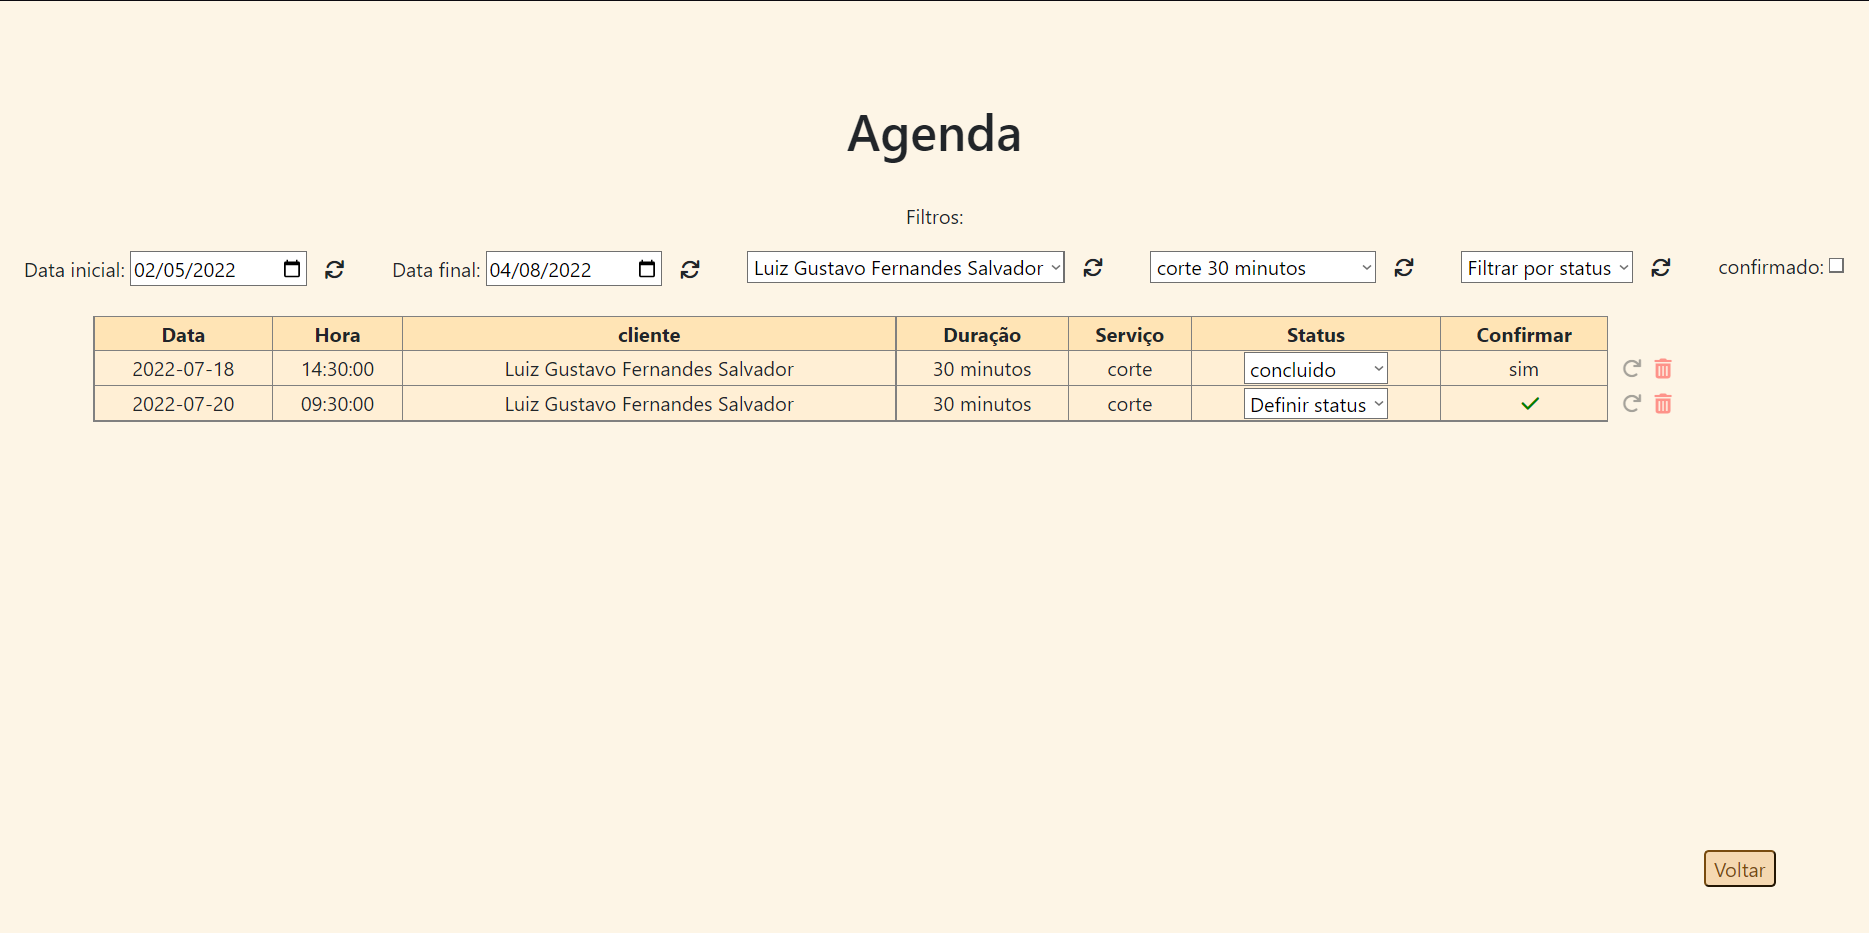 Agenda
Filtros:
Data inicial: 02/05/2022 Data final: 04/08/2022 Luiz Gustavo Fernandes Salvador corte 30 minutos Filtrar por status confirmado:
Data Hora cliente Duração Serviço Status Confirmar
2022-07-18 14:30:00 Luiz Gustavo Fernandes Salvador 30 minutos corte concluido sim
2022-07-20 09:30:00 Luiz Gustavo Fernandes Salvador 30 minutos corte Definir status
Voltar